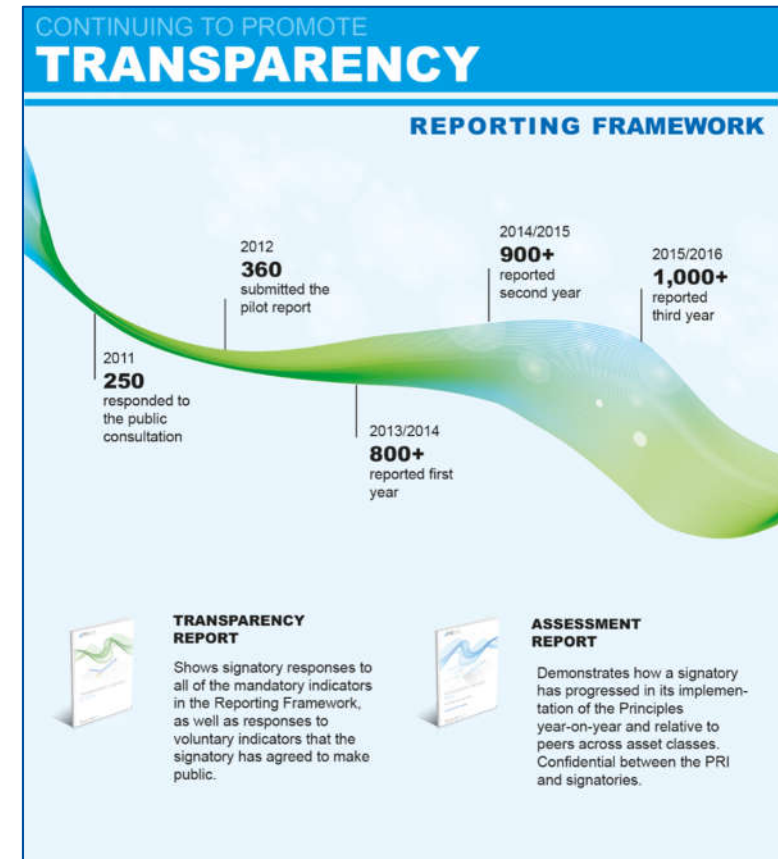 CONTINUING TO PROMOTE
TRANSPARENCY
REPORTING FRAMEWORK
2011
250
responded to
the public
consultation
2012
360
submitted the
pilot report
2013/2014
800+
reported first
year
2014/2015
900+
reported
second year
2015/2016
1,000+
reported
third year
TRANSPARENCY
REPORT
Shows signatory responses to
all of the mandatory indicators
in the Reporting Framework,
as well as responses to
voluntary indicators that the
signatory has agreed to make
public.
ASSESSMENT
REPORT
Demonstrates how a signatory
has progressed in its implemen-
tation of the Principles
year-on-year and relative to
peers across asset classes.
Confidential between the PRI
and signatories.